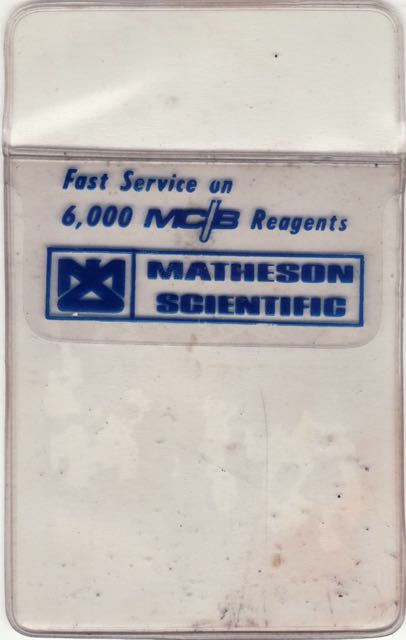 Fast Service on
6,000 MC/B Reagents
MATHESON
SCIENTIFIC